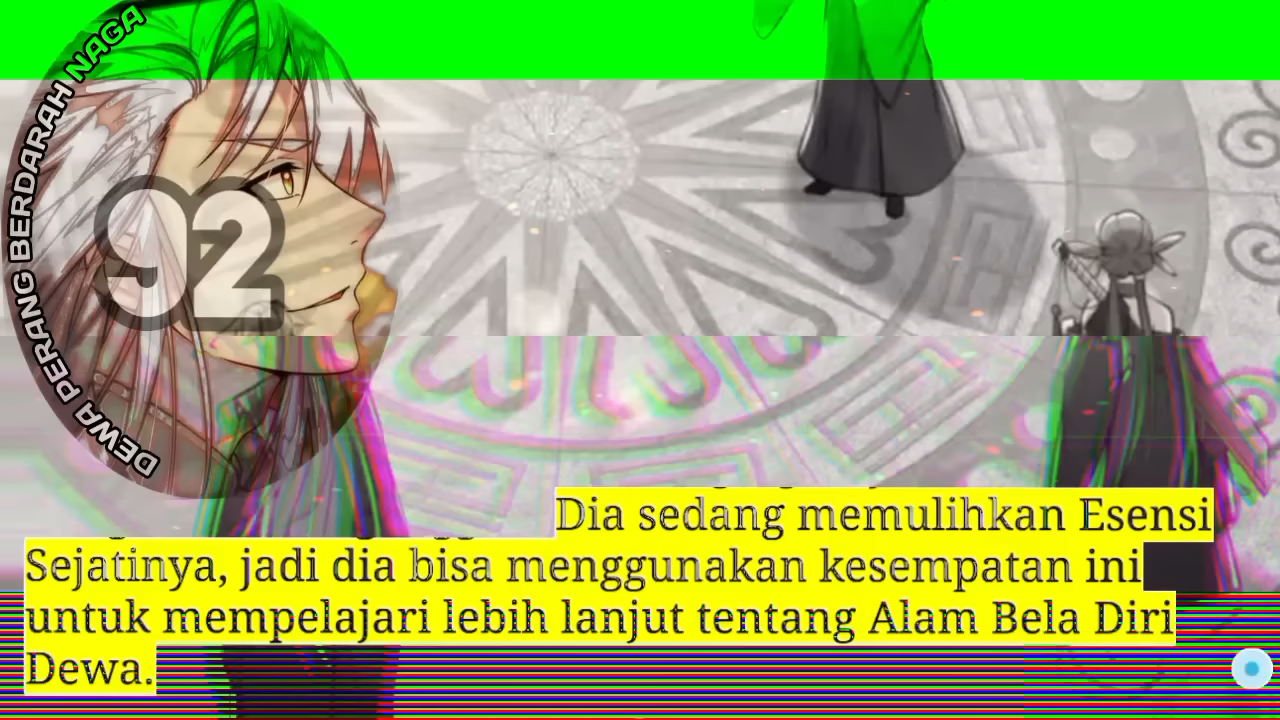 DEWA PERANG BERDARAH NAGA
92
Dia sedang memulihkan Esensi
Sejatinya, jadi dia bisa menggunakan kesempatan ini
untuk mempelajari lebih lanjut tentang Alam Bela Diri
Dewa.